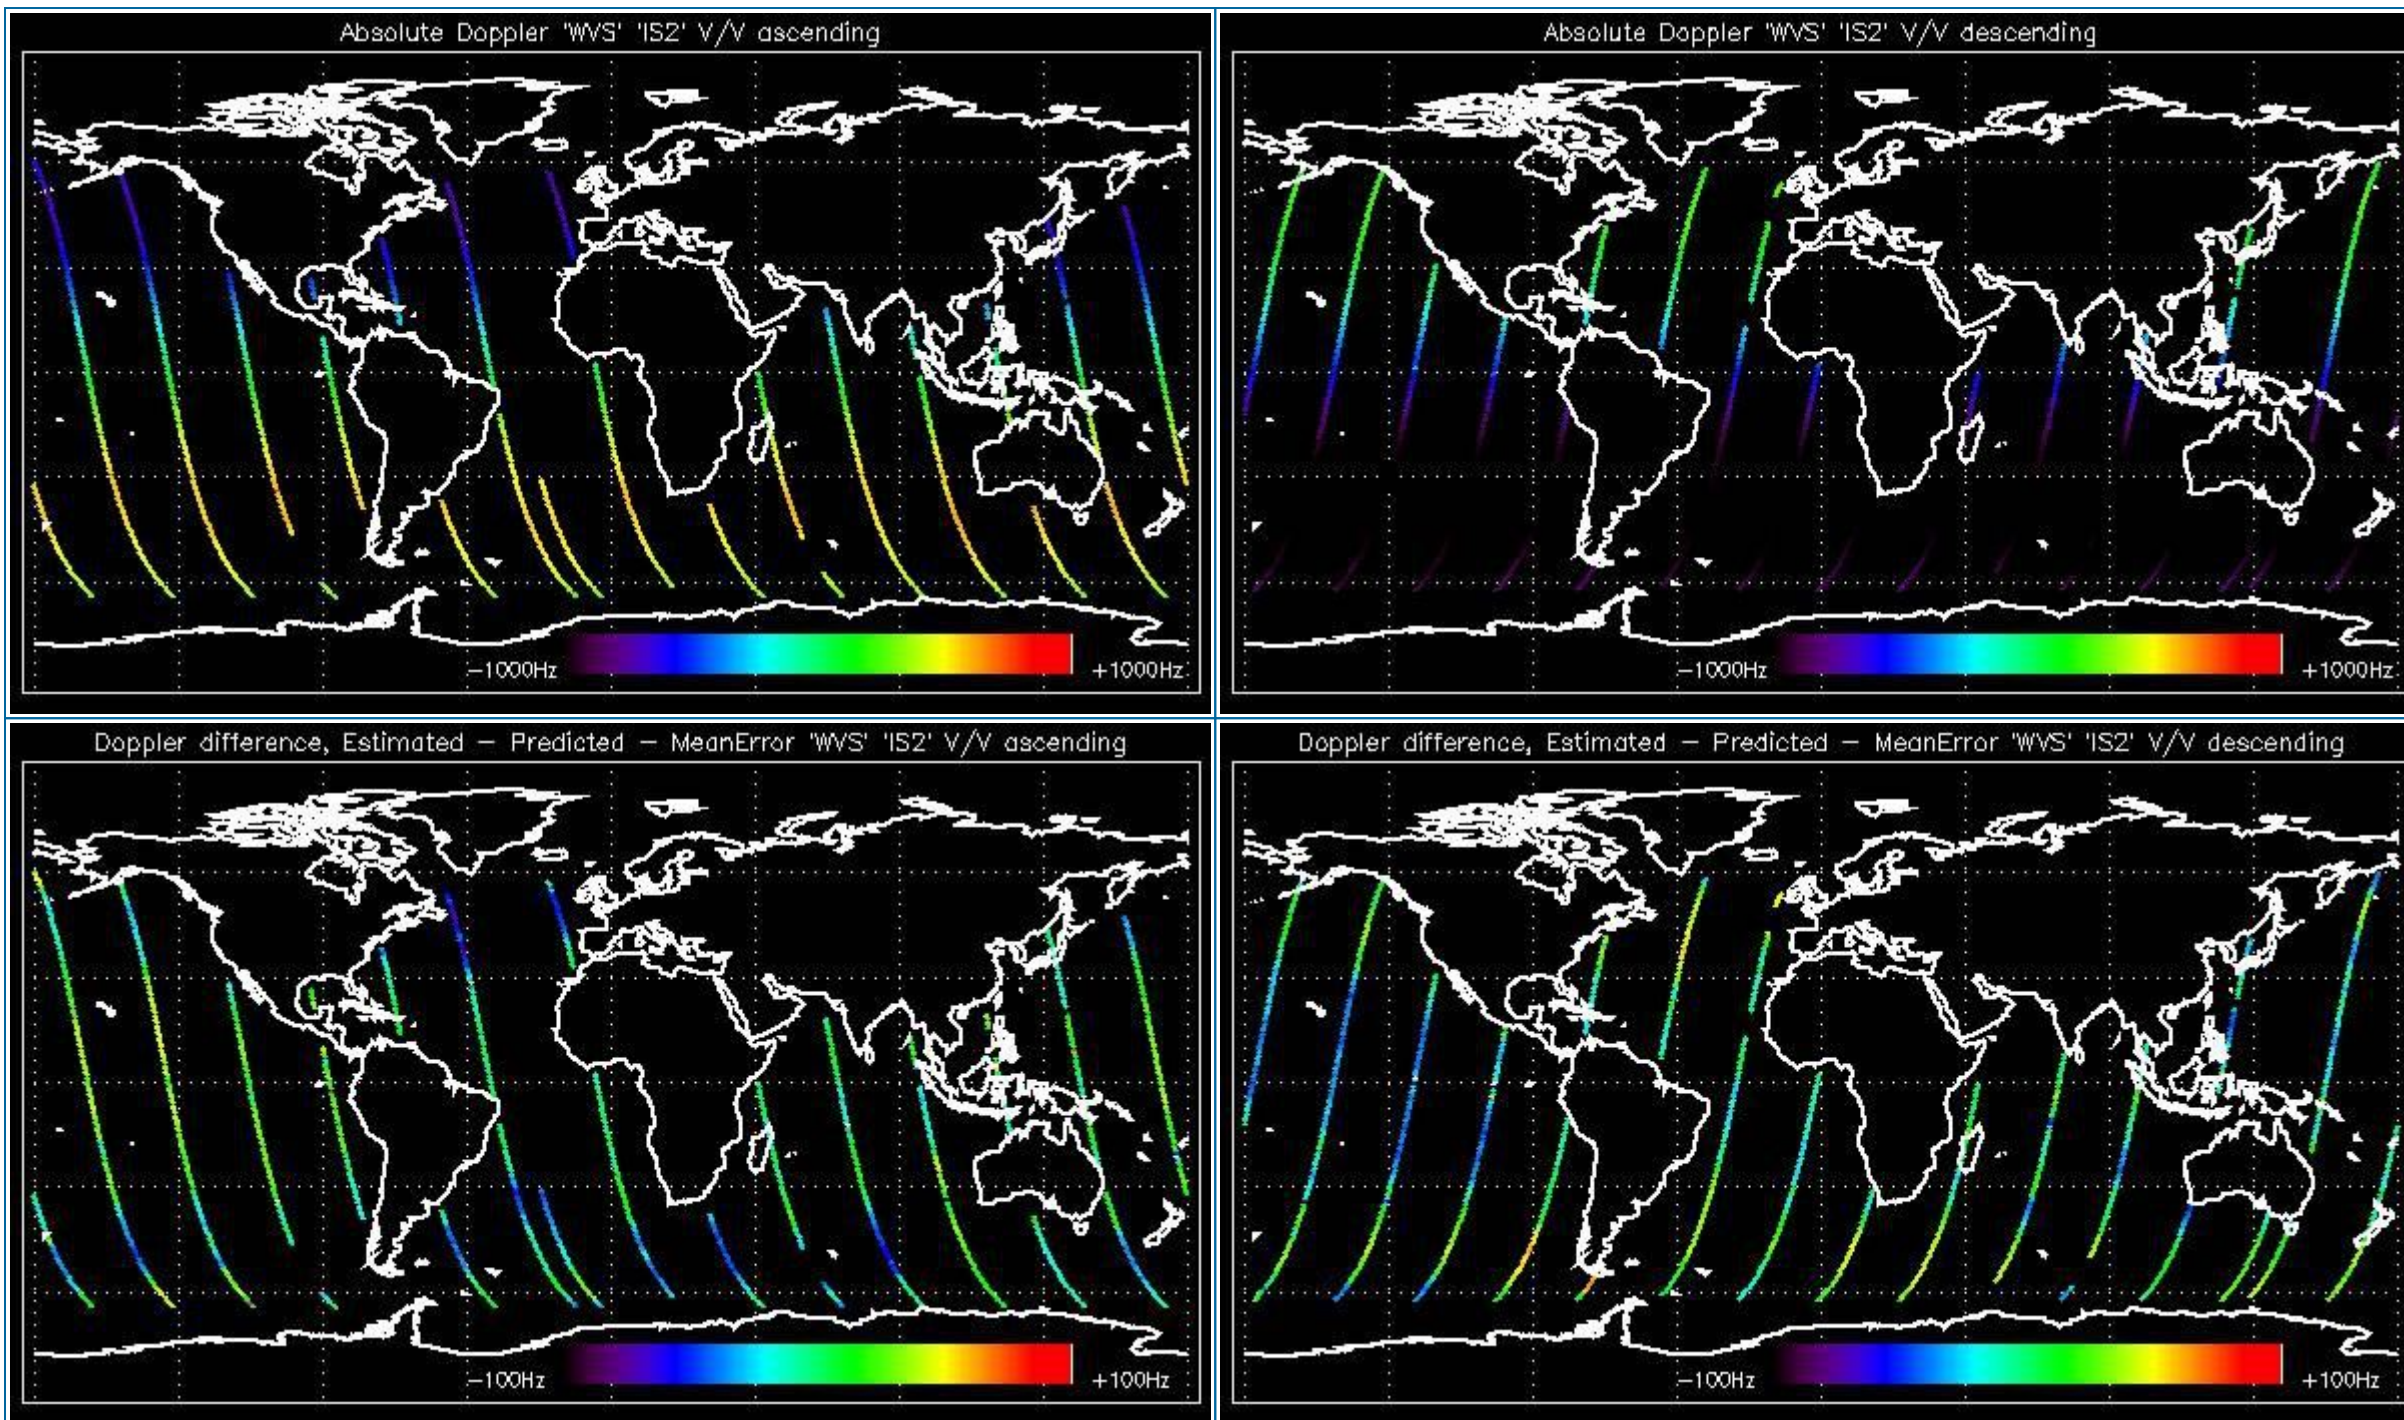 Absolute Doppler 'WVS' 'IS2' V/V ascending
-1000Hz
+1000Hz
Absolute Doppler 'WVS' 'IS2' V/V descending
-1000Hz
+1000Hz
Doppler difference, Estimated - Predicted - MeanError 'WVS' 'IS2' V/V ascending
-100Hz
+100Hz
Doppler difference, Estimated - Predicted - MeanError 'WVS' 'IS2' V/V descending
-100Hz
+100Hz